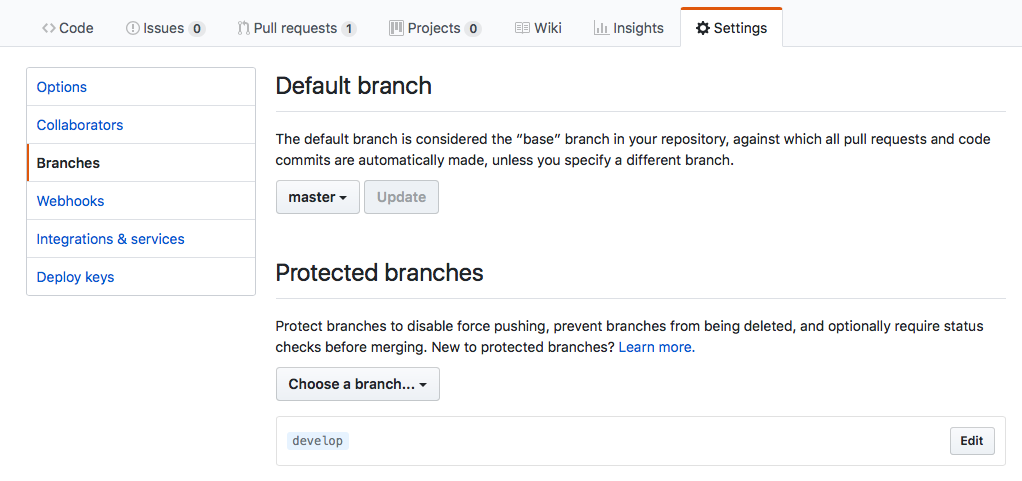 Code Issues 0 Pull requests 1 Projects 0 Wiki Insights Settings
Options
Collaborators
Branches
Webhooks
Integrations & services
Deploy keys
Default branch
The default branch is considered the “base” branch in your repository, against which all pull requests and code
commits are automatically made, unless you specify a different branch.
master Update
Protected branches
Protect branches to disable force pushing, prevent branches from being deleted, and optionally require status
checks before merging. New to protected branches? Learn more.
Choose a branch...
develop Edit